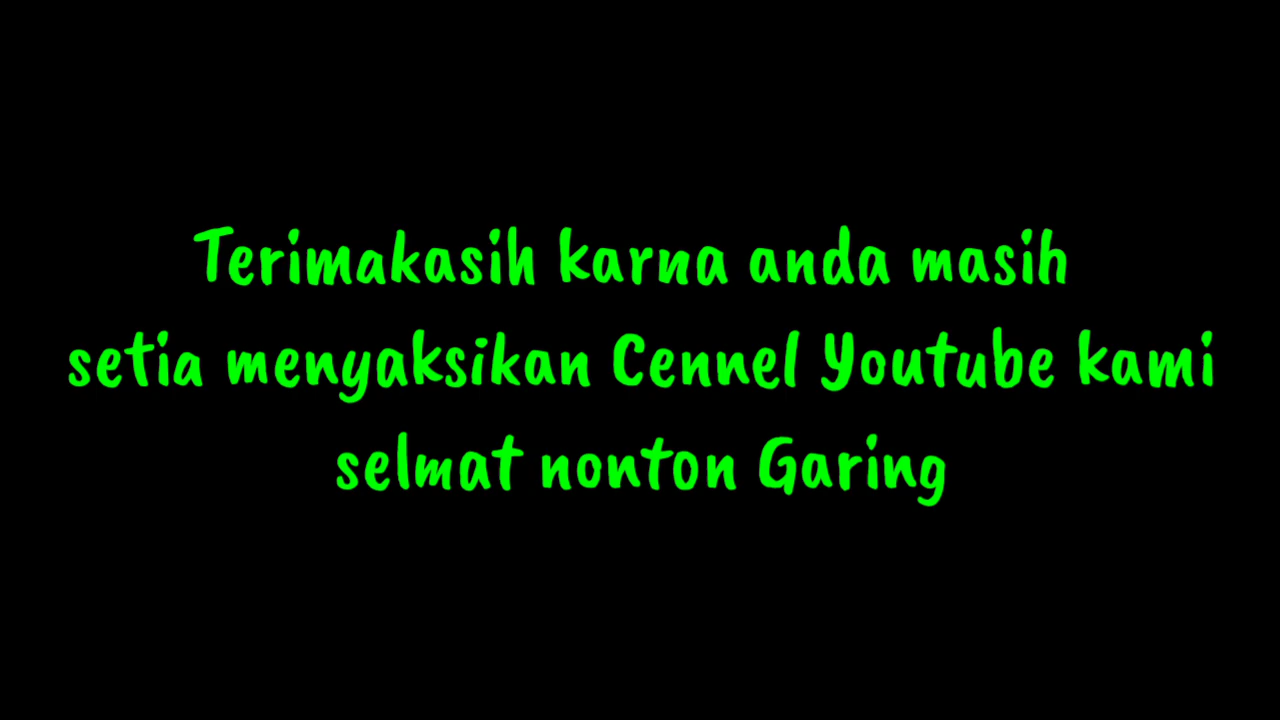 Terimakasih karna anda masih
setia menyaksikan Cennel Youtube kami
selmat nonton Garing